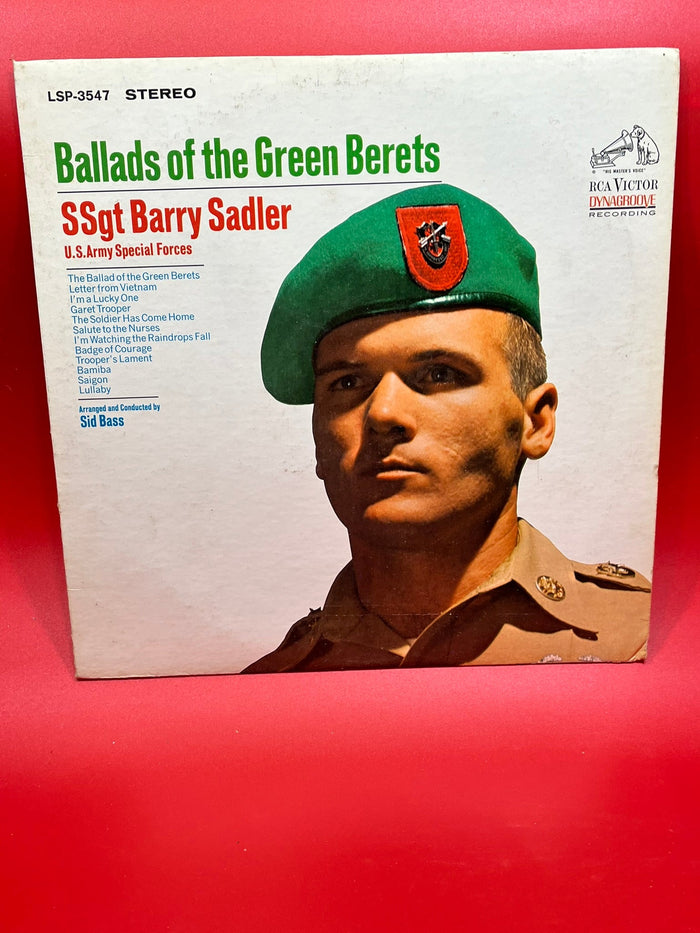 LSP-3547 STEREO
Ballads of the Green Berets
SSgt Barry Sadler
U.S. Army Special Forces
The Ballad of the Green Berets
Letter from Vietnam
I'm a Lucky One
Garet Trooper
The Soldier Has Come Home
Salute to the Nurses
I'm Watching the Raindrops Fall
Badge of Courage
Trooper's Lament
Bamiba
Saigon
Lullaby
Arranged and Conducted by
Sid Bass
"HIS MASTER'S VOICE"
RCA VICTOR
DYNAGROOVE
RECORDING